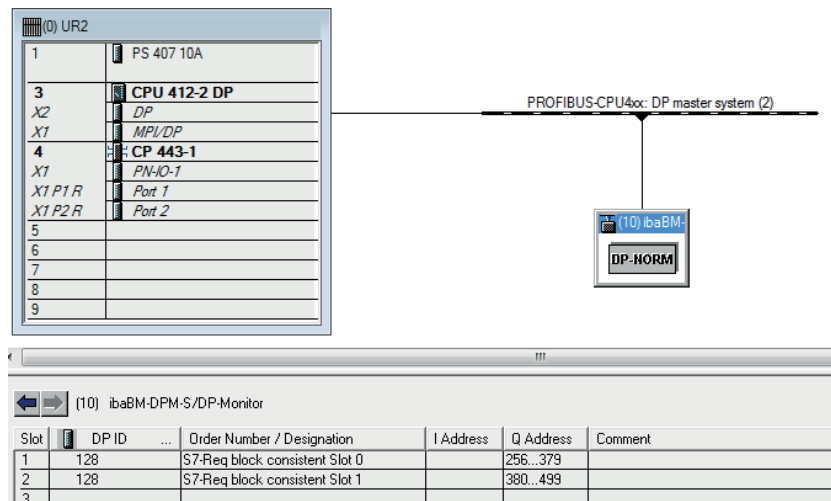 (0) UR2
1 PS 407 10A
3 CPU 412-2 DP
X2 DP
X1 MPI/DP
4 CP 443-1
X1 PN-IO-1
X1 P1 R Port 1
X1 P2 R Port 2
5
6
7
8
9
PROFIBUS-CPU4xx: DP master system (2)
(10) ibaBM-
DP-NORM
(10) ibaBM-DPM-S/DP-Monitor
Slot DP ID ... Order Number / Designation I Address Q Address Comment
1 128 S7-Req block consistent Slot 0 256...379
2 128 S7-Req block consistent Slot 1 380...499
3